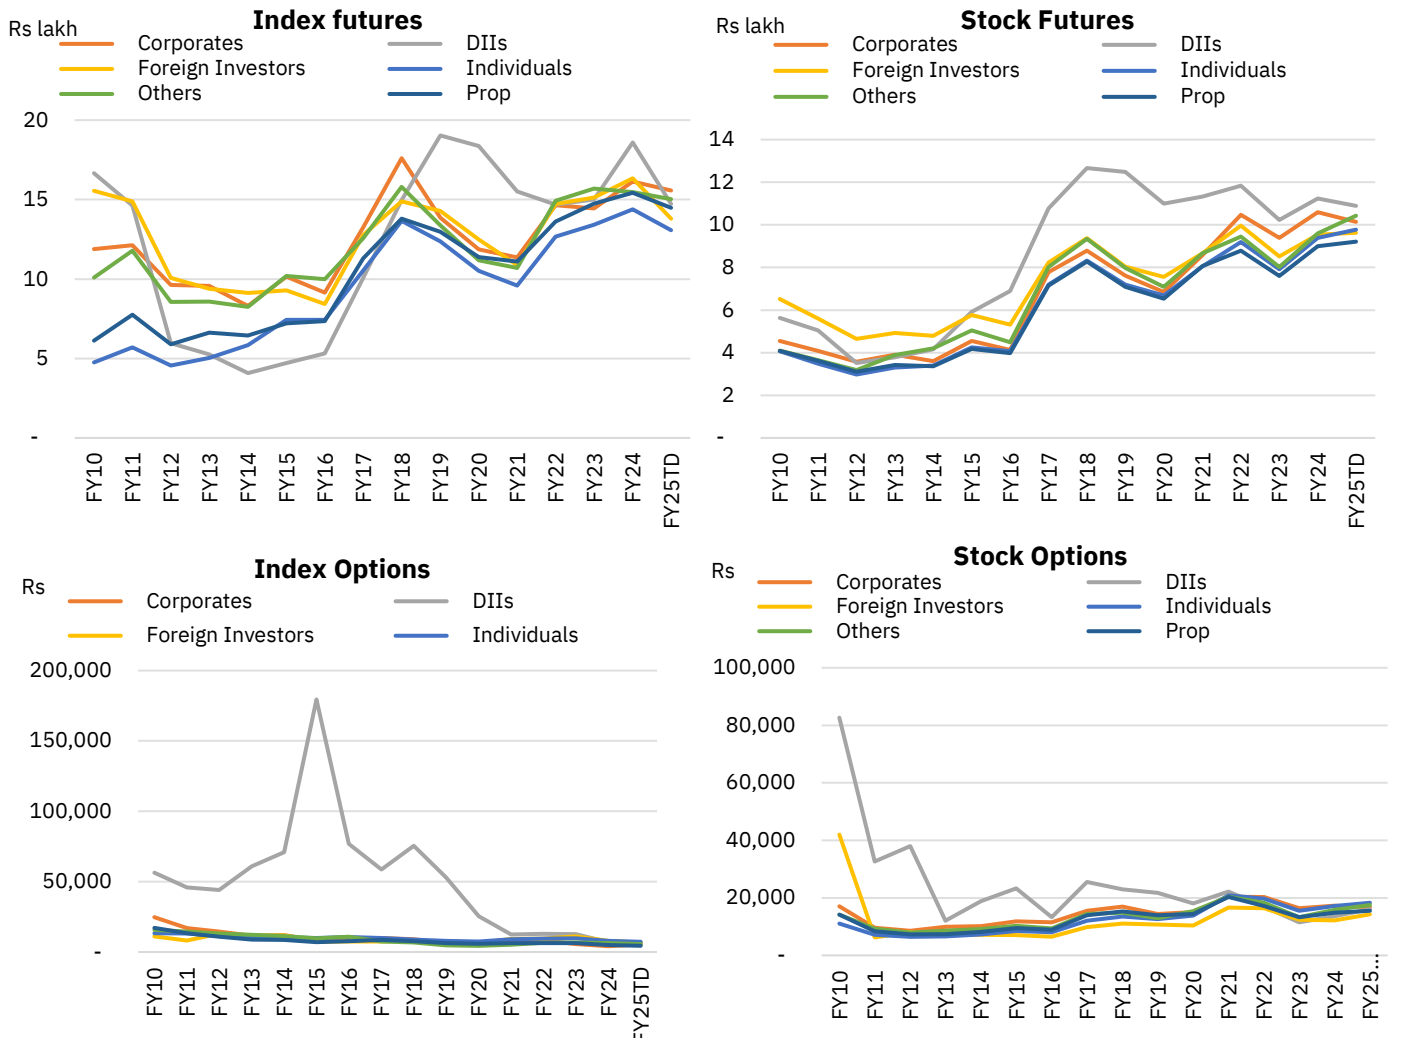 Index futures
Rs lakh
Corporates
DIIs
Foreign Investors
Individuals
Others
Prop
20
15
10
5
-
FY10
FY11
FY12
FY13
FY14
FY15
FY16
FY17
FY18
FY19
FY20
FY21
FY22
FY23
FY24
FY25TD
Stock Futures
Rs lakh
Corporates
DIIs
Foreign Investors
Individuals
Others
Prop
14
12
10
8
6
4
2
-
FY10
FY11
FY12
FY13
FY14
FY15
FY16
FY17
FY18
FY19
FY20
FY21
FY22
FY23
FY24
FY25TD
Index Options
Rs
Corporates
DIIs
Foreign Investors
Individuals
200,000
150,000
100,000
50,000
-
FY10
FY11
FY12
FY13
FY14
FY15
FY16
FY17
FY18
FY19
FY20
FY21
FY22
FY23
FY24
FY25TD
Stock Options
Rs
Corporates
DIIs
Foreign Investors
Individuals
Others
Prop
100,000
80,000
60,000
40,000
20,000
-
FY10
FY11
FY12
FY13
FY14
FY15
FY16
FY17
FY18
FY19
FY20
FY21
FY22
FY23
FY24
FY25...